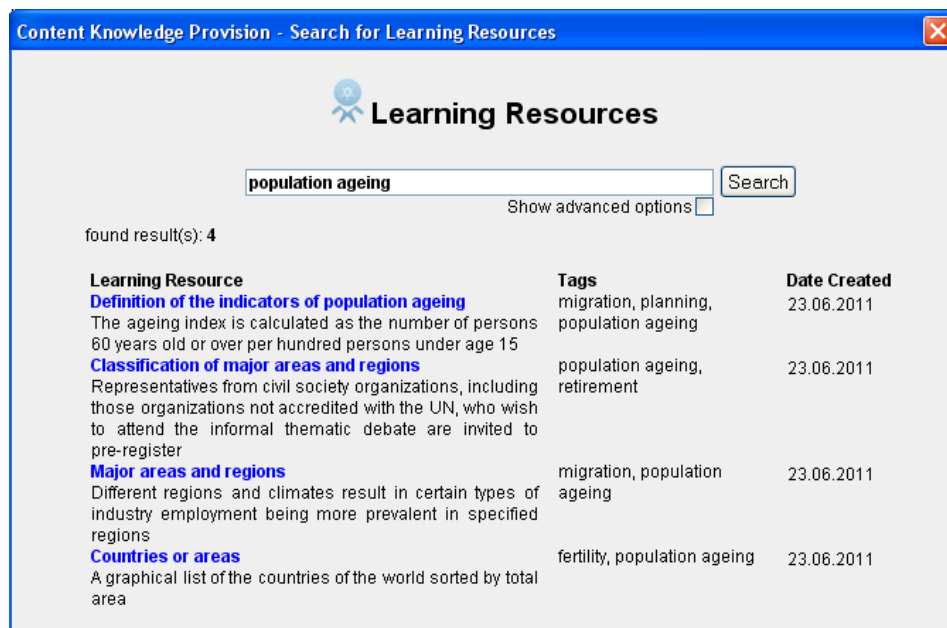 Content Knowledge Provision - Search for Learning Resources
Learning Resources
population ageing Search
Show advanced options
found result(s): 4
Learning Resource Tags Date Created
Definition of the indicators of population ageing migration, planning, 23.06.2011
The ageing index is calculated as the number of persons population ageing
60 years old or over per hundred persons under age 15
Classification of major areas and regions population ageing, 23.06.2011
Representatives from civil society organizations, including retirement
those organizations not accredited with the UN, who wish
to attend the informal thematic debate are invited to
pre-register
Major areas and regions migration, population 23.06.2011
Different regions and climates result in certain types of ageing
industry employment being more prevalent in specified
regions
Countries or areas fertility, population ageing 23.06.2011
A graphical list of the countries of the world sorted by total
area